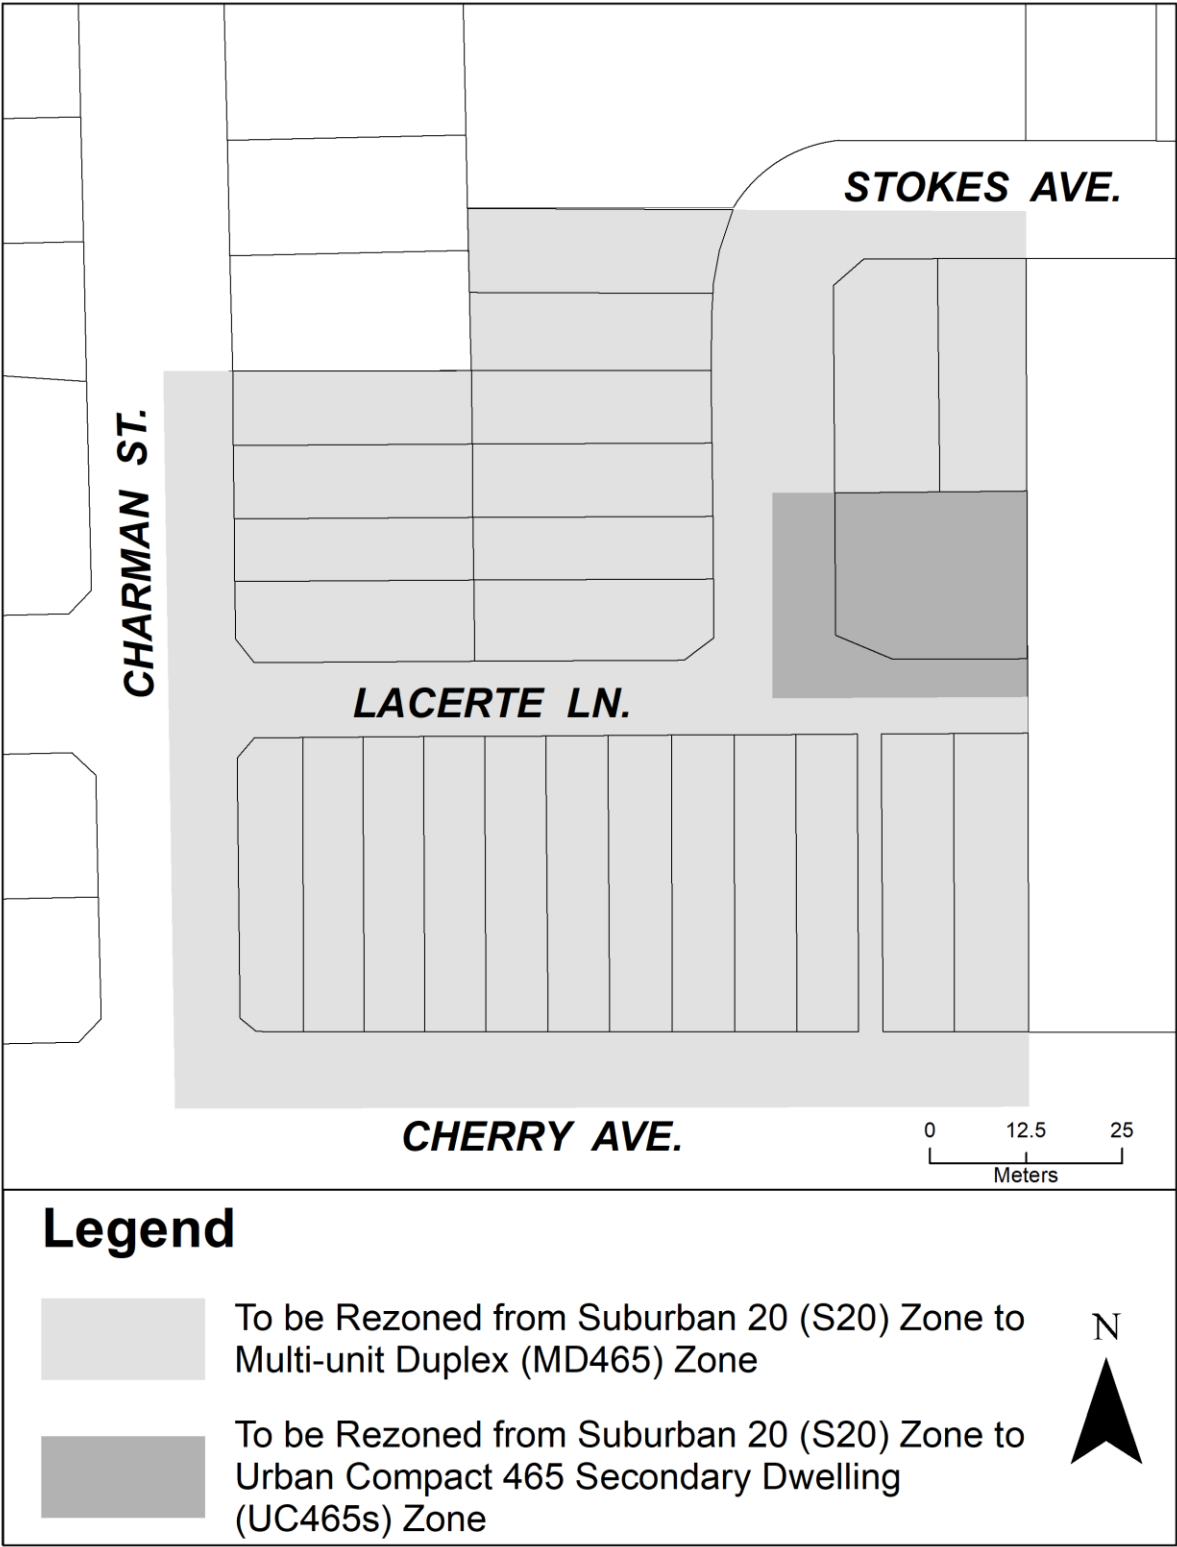 STOKES AVE.
CHARMAN ST.
LACERTE LN.
CHERRY AVE.
0 12.5 25
Meters
Legend
To be Rezoned from Suburban 20 (S20) Zone to
Multi-unit Duplex (MD465) Zone
N
To be Rezoned from Suburban 20 (S20) Zone to
Urban Compact 465 Secondary Dwelling
(UC465s) Zone